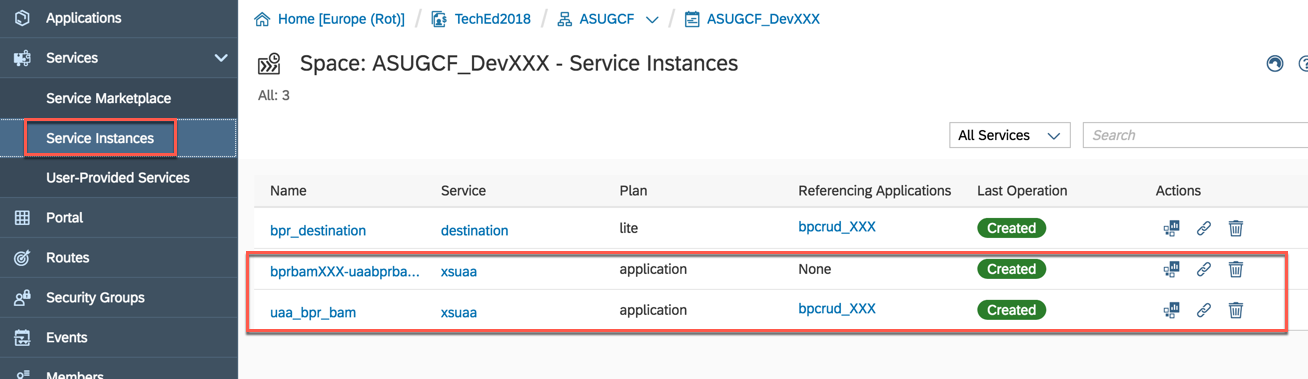 Applications
Services
Service Marketplace
Service Instances
User-Provided Services
Portal
Routes
Security Groups
Events
Members
Home [Europe (Rot)] / TechEd2018 / ASUGCF / ASUGCF_DevXXX
Space: ASUGCF_DevXXX - Service Instances
All: 3
All Services Search
Name Service Plan Referencing Applications Last Operation Actions
bpr_destination destination lite bpcrud_XXX Created
bprbamXXX-uaabprba... xsuaa application None Created
uaa_bpr_bam xsuaa application bpcrud_XXX Created